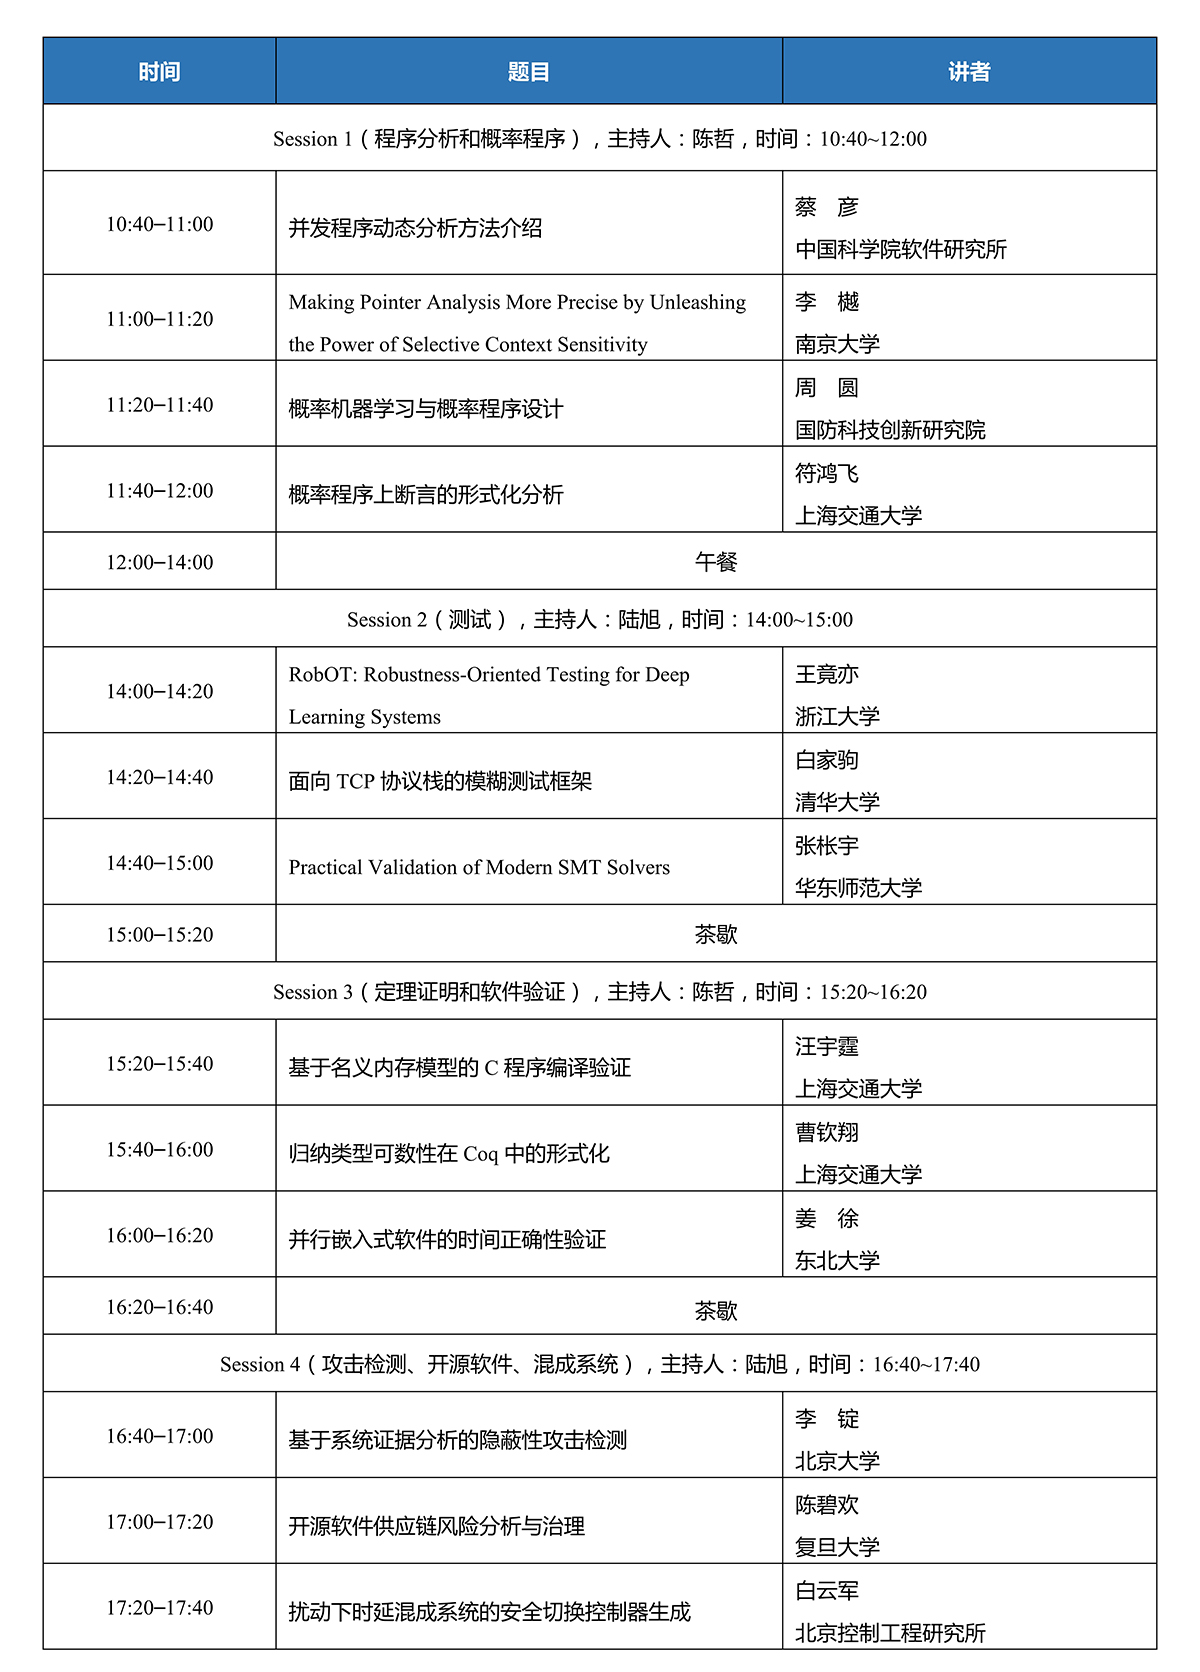 时间 题目 讲者
Session 1（程序分析和概率程序），主持人：陈哲，时间：10:40~12:00
10:40–11:00 并发程序动态分析方法介绍 蔡　彦
中国科学院软件研究所
11:00–11:20 Making Pointer Analysis More Precise by Unleashing 李　樾
the Power of Selective Context Sensitivity 南京大学
11:20–11:40 概率机器学习与概率程序设计 周　圆
国防科技创新研究院
11:40–12:00 概率程序上断言的形式化分析 符鸿飞
上海交通大学
12:00–14:00 午餐
Session 2（测试），主持人：陆旭，时间：14:00~15:00
14:00–14:20 RobOT: Robustness-Oriented Testing for Deep 王竟亦
Learning Systems 浙江大学
14:20–14:40 面向 TCP 协议栈的模糊测试框架 白家驹
清华大学
14:40–15:00 Practical Validation of Modern SMT Solvers 张枨宇
华东师范大学
15:00–15:20 茶歇
Session 3（定理证明和软件验证），主持人：陈哲，时间：15:20~16:20
15:20–15:40 基于名义内存模型的 C 程序编译验证 汪宇霆
上海交通大学
15:40–16:00 归纳类型可数性在 Coq 中的形式化 曹钦翔
上海交通大学
16:00–16:20 并行嵌入式软件的时间正确性验证 姜　徐
东北大学
16:20–16:40 茶歇
Session 4（攻击检测、开源软件、混成系统），主持人：陆旭，时间：16:40~17:40
16:40–17:00 基于系统证据分析的隐蔽性攻击检测 李　锭
北京大学
17:00–17:20 开源软件供应链风险分析与治理 陈碧欢
复旦大学
17:20–17:40 扰动下时延混成系统的安全切换控制器生成 白云军
北京控制工程研究所